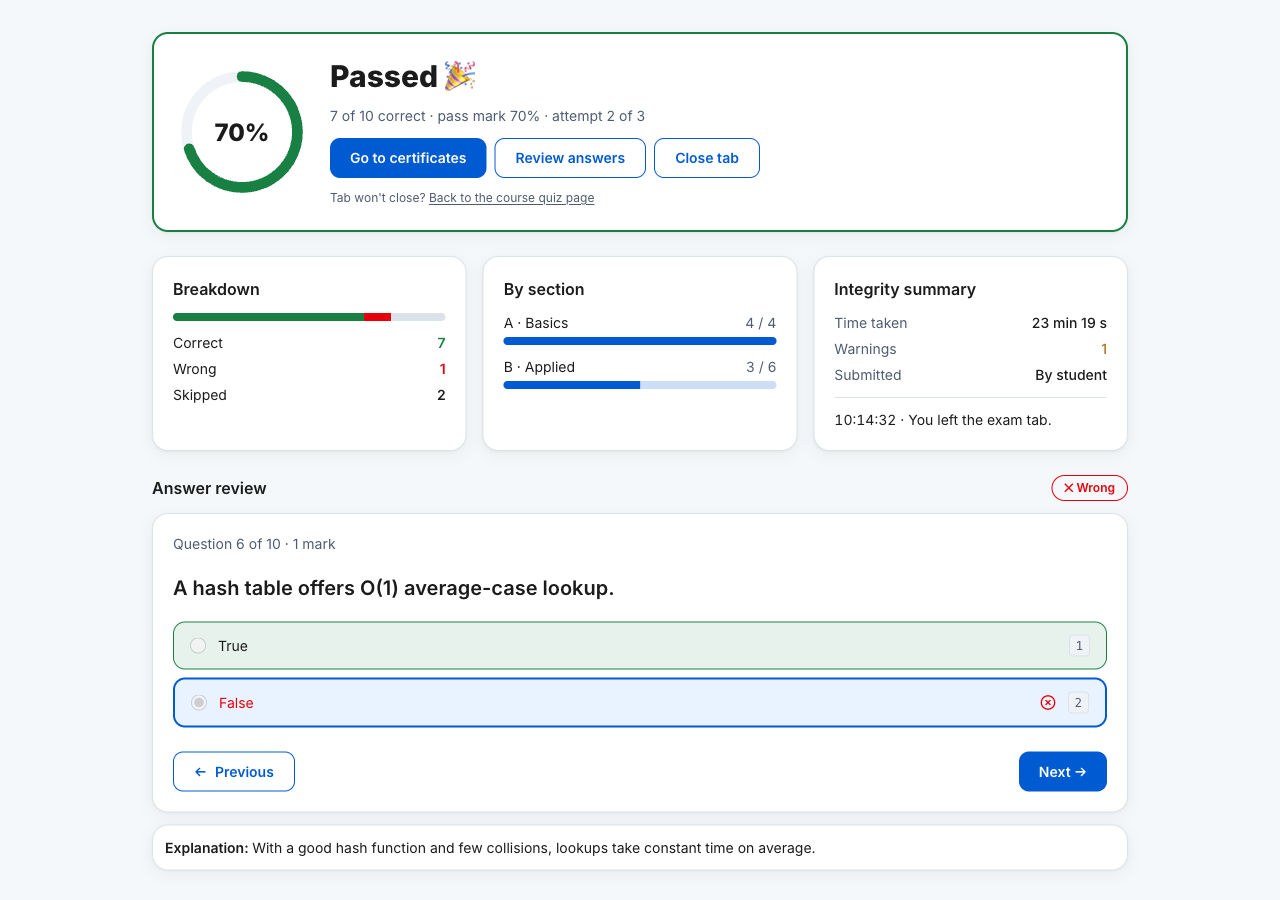 70%
Passed 🎉
7 of 10 correct · pass mark 70% · attempt 2 of 3
Go to certificates
Review answers
Close tab
Tab won't close? Back to the course quiz page
Breakdown
Correct 7
Wrong 1
Skipped 2
By section
A · Basics 4 / 4
B · Applied 3 / 6
Integrity summary
Time taken 23 min 19 s
Warnings 1
Submitted By student
10:14:32 · You left the exam tab.
Answer review
✕ Wrong
Question 6 of 10 · 1 mark
A hash table offers O(1) average-case lookup.
True 1
False 2
← Previous
Next →
Explanation: With a good hash function and few collisions, lookups take constant time on average.